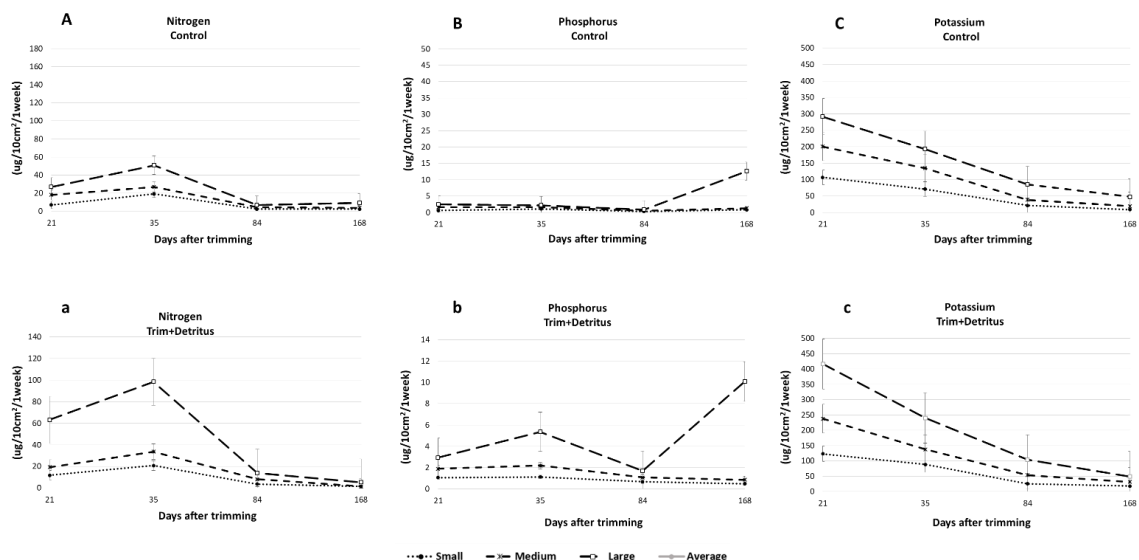 A
Nitrogen
Control
(ug/10cm²/1week)
180
160
140
120
100
80
60
40
20
0
21 35 84 168
Days after trimming
B
Phosphorus
Control
(ug/10cm²/1week)
50
45
40
35
30
25
20
15
10
5
0
21 35 84 168
Days after trimming
C
Potassium
Control
(ug/10cm²/1week)
500
450
400
350
300
250
200
150
100
50
0
21 35 84 168
Days after trimming
a
Nitrogen
Trim+Detritus
(ug/10cm²/1week)
140
120
100
80
60
40
20
0
21 35 84 168
Days after trimming
b
Phosphorus
Trim+Detritus
(ug/10cm²/1week)
14
12
10
8
6
4
2
0
21 35 84 168
Days after trimming
c
Potassium
Trim+Detritus
(ug/10cm²/1week)
500
450
400
350
300
250
200
150
100
50
0
21 35 84 168
Days after trimming
Small Medium Large Average